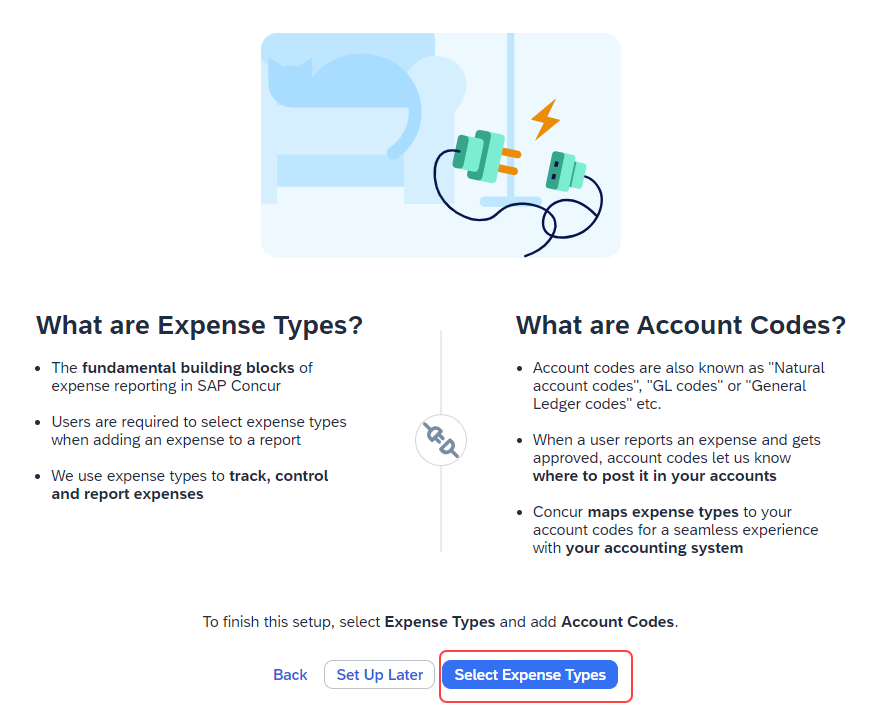 What are Expense Types?
• The fundamental building blocks of
expense reporting in SAP Concur
• Users are required to select expense types
when adding an expense to a report
• We use expense types to track, control
and report expenses
What are Account Codes?
• Account codes are also known as "Natural
account codes", "GL codes" or "General
Ledger codes" etc.
• When a user reports an expense and gets
approved, account codes let us know
where to post it in your accounts
• Concur maps expense types to your
account codes for a seamless experience
with your accounting system
To finish this setup, select Expense Types and add Account Codes.
Back Set Up Later Select Expense Types